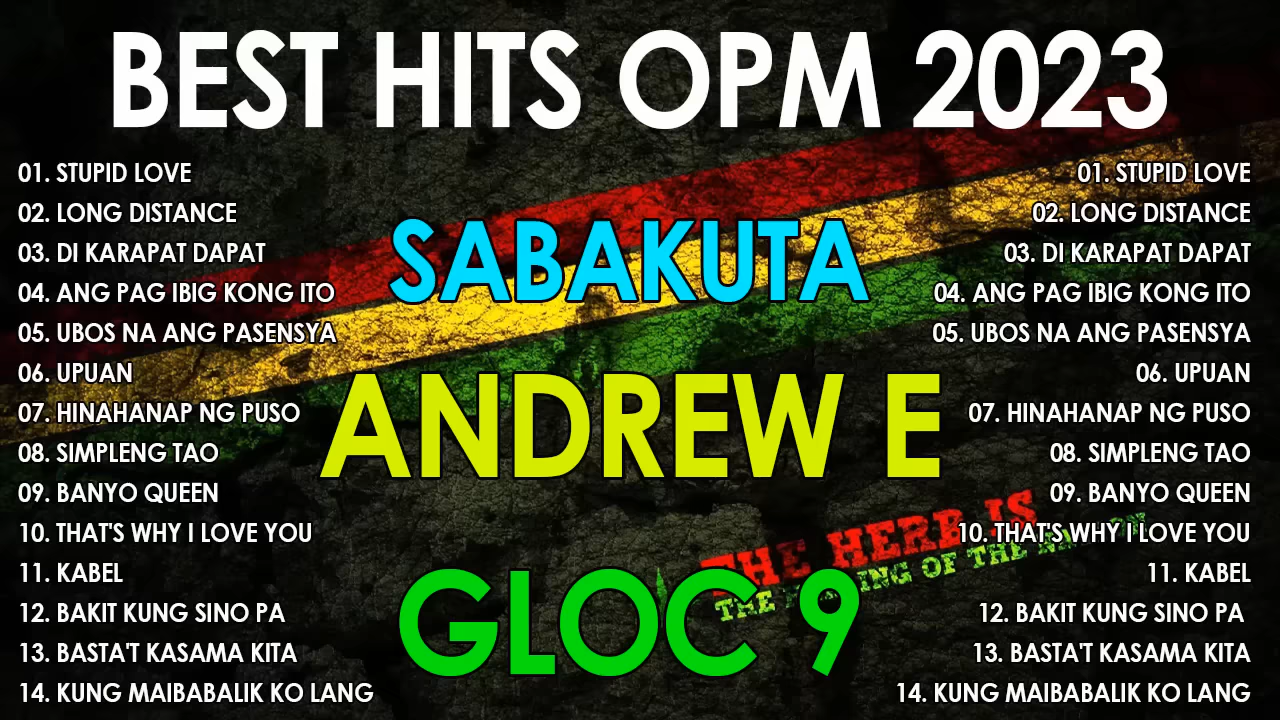 BEST HITS OPM 2023
01. STUPID LOVE
02. LONG DISTANCE
03. DI KARAPAT DAPAT
04. ANG PAG IBIG KONG ITO
05. UBOS NA ANG PASENSYA
06. UPUAN
07. HINAHANAP NG PUSO
08. SIMPLENG TAO
09. BANYO QUEEN
10. THAT'S WHY I LOVE YOU
11. KABEL
12. BAKIT KUNG SINO PA
13. BASTA'T KASAMA KITA
14. KUNG MAIBABALIK KO LANG
SABAKUTA
ANDREW E
GLOC 9
THE HERB IS
THE OF THE
01. STUPID LOVE
02. LONG DISTANCE
03. DI KARAPAT DAPAT
04. ANG PAG IBIG KONG ITO
05. UBOS NA ANG PASENSYA
06. UPUAN
07. HINAHANAP NG PUSO
08. SIMPLENG TAO
09. BANYO QUEEN
10. THAT'S WHY I LOVE YOU
11. KABEL
12. BAKIT KUNG SINO PA
13. BASTA'T KASAMA KITA
14. KUNG MAIBABALIK KO LANG